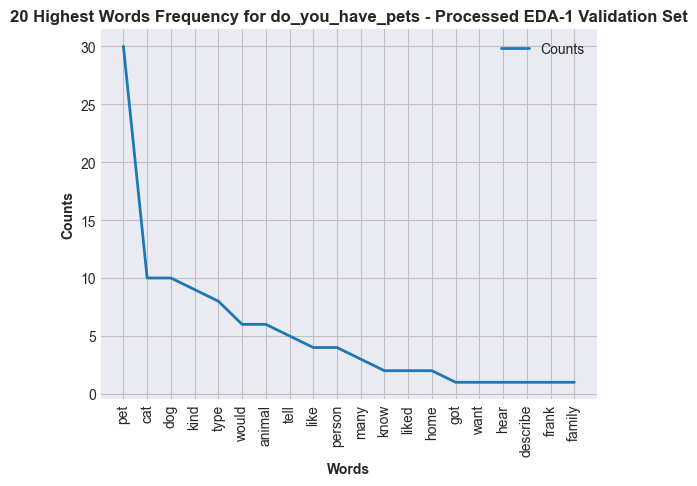 20 Highest Words Frequency for do_you_have_pets - Processed EDA-1 Validation Set
Counts
30
25
20
15
10
5
0
Counts
pet
cat
dog
kind
type
would
animal
tell
like
person
many
know
liked
home
got
want
hear
describe
frank
family
Words